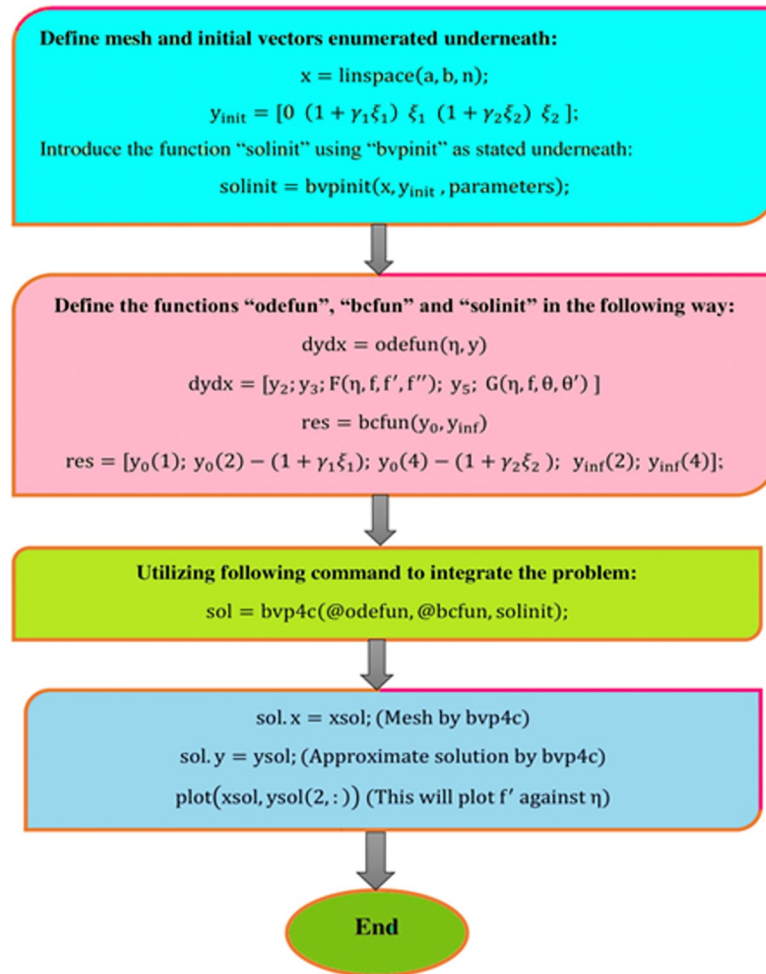 Define mesh and initial vectors enumerated underneath:
x = linspace(a, b, n);
yinit = [0 (1 + γ₁ξ₁) ξ₁ (1 + γ₂ξ₂) ξ₂ ];
Introduce the function “solinit” using “bvpinit” as stated underneath:
solinit = bvpinit(x, yinit , parameters);
Define the functions “odefun”, “bcfun” and “solinit” in the following way:
dydx = odefun(η, y)
dydx = [y₂; y₃; F(η, f, f′, f′′); y₅; G(η, f, θ, θ′) ]
res = bcfun(y₀, yinf)
res = [y₀(1); y₀(2) − (1 + γ₁ξ₁); y₀(4) − (1 + γ₂ξ₂ ); yinf(2); yinf(4)];
Utilizing following command to integrate the problem:
sol = bvp4c(@odefun, @bcfun, solinit);
sol. x = xsol; (Mesh by bvp4c)
sol. y = ysol; (Approximate solution by bvp4c)
plot(xsol, ysol(2, : )) (This will plot f′ against η)
End